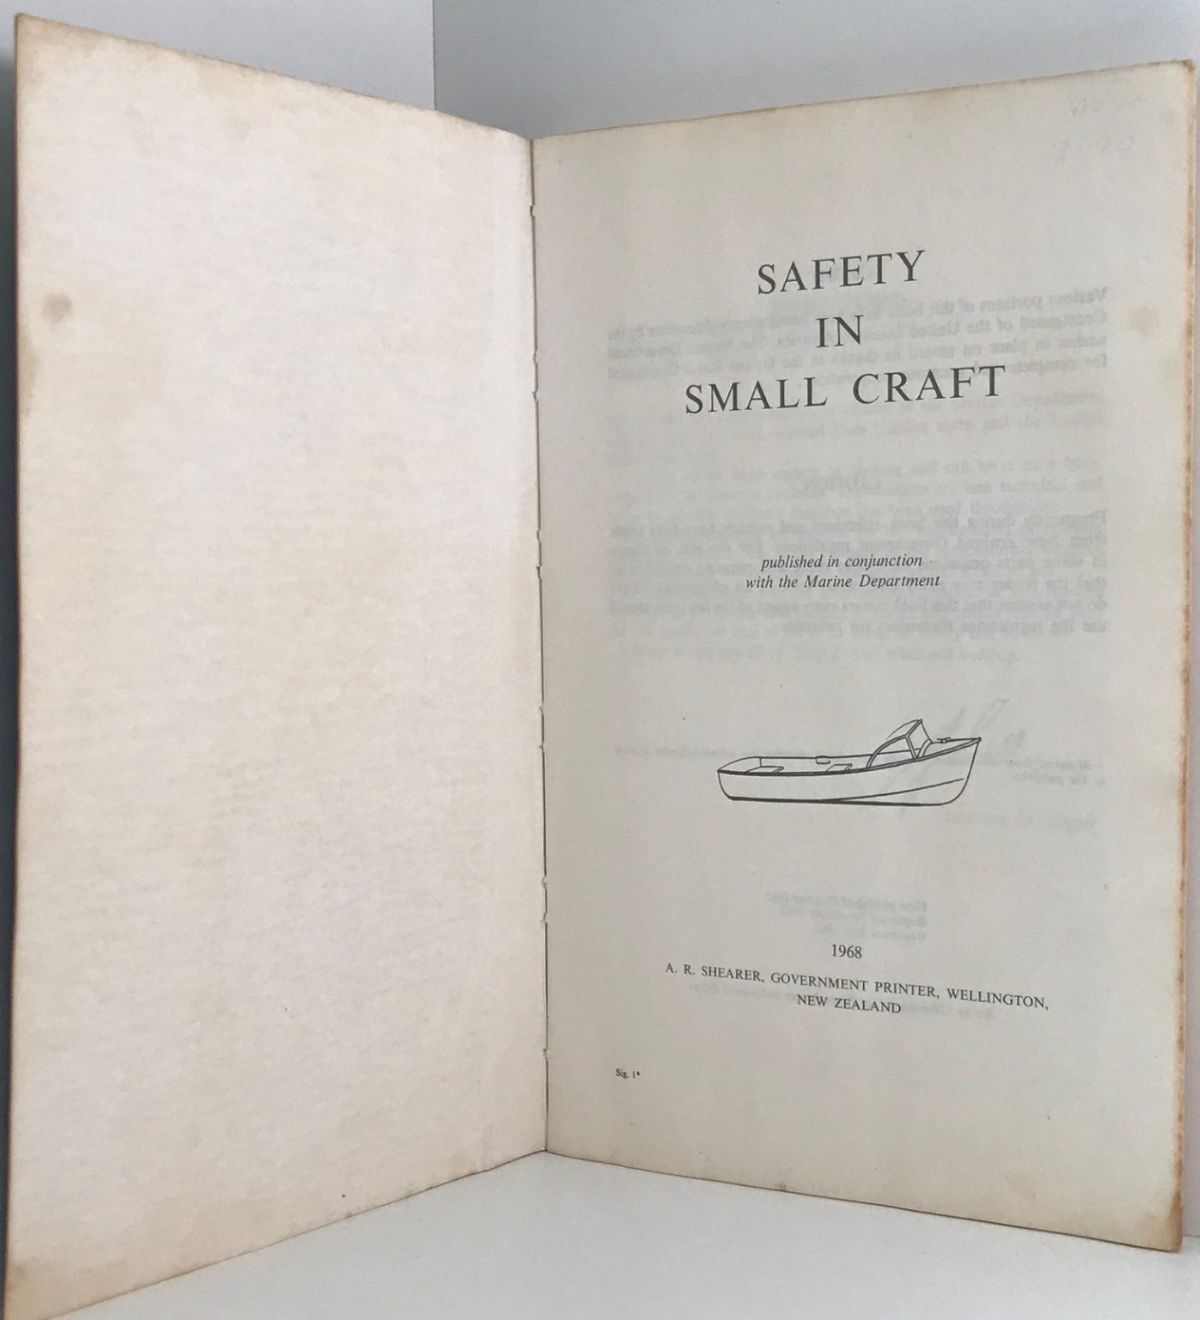 SAFETY
IN
SMALL CRAFT
published in conjunction
with the Marine Department
1968
A. R. SHEARER, GOVERNMENT PRINTER, WELLINGTON,
NEW ZEALAND
Sig. 1*